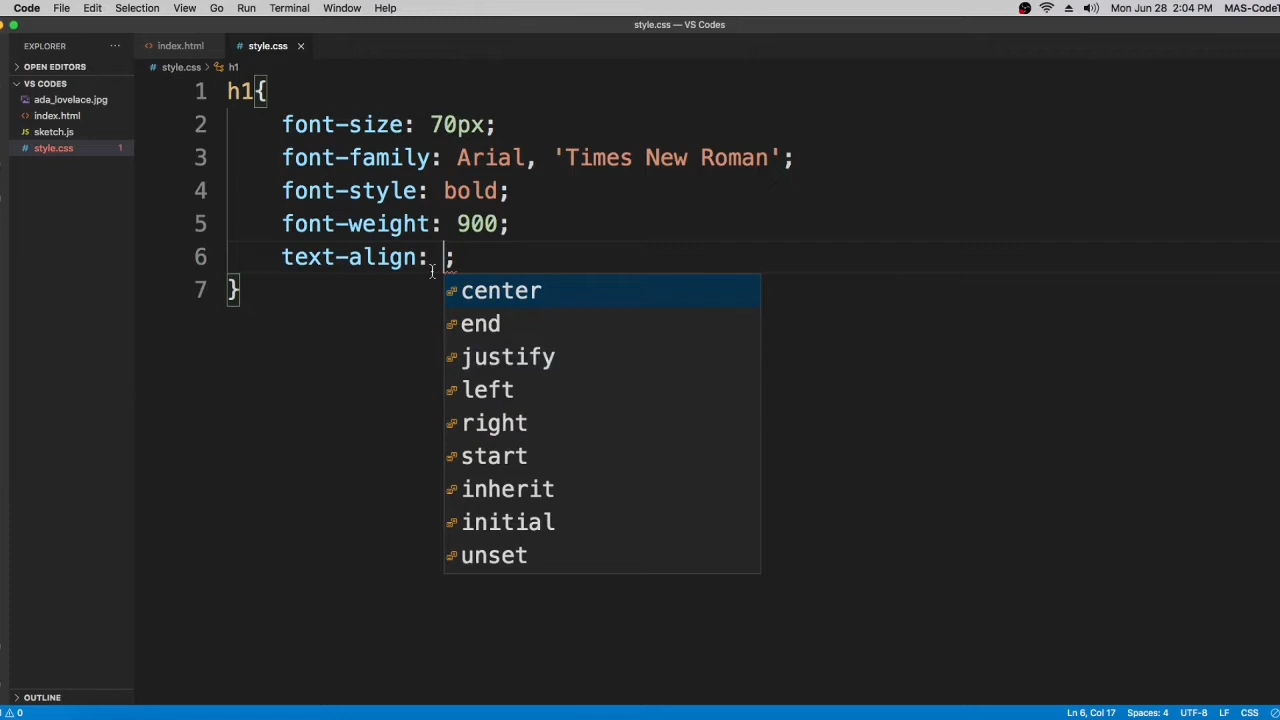 Code File Edit Selection View Go Run Terminal Window Help Mon Jun 28 2:04 PM
style.css — VS Codes
EXPLORER ··· index.html style.css
OPEN EDITORS
style.css h1
VS CODES
ada_lovelace.jpg
index.html
sketch.js
style.css 1
1 h1{
2 font-size: 70px;
3 font-family: Arial, 'Times New Roman';
4 font-style: bold;
5 font-weight: 900;
6 text-align: ;
7 }
center
end
justify
left
right
start
inherit
initial
unset
OUTLINE
0 Ln 6, Col 17 Spaces: 4 UTF-8 LF CSS